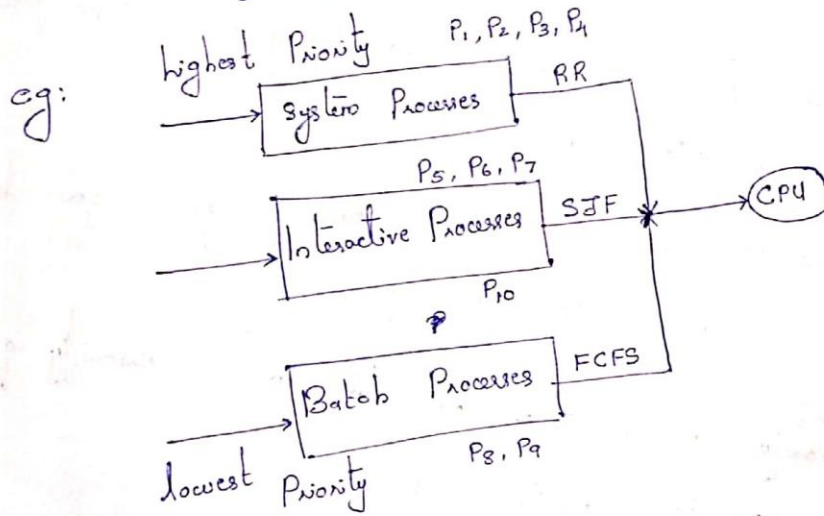 eg:
highest Priority
P1, P2, P3, P4
System Processes
RR
P5, P6, P7
Interactive Processes
SJF
CPU
P10
Batch Processes
FCFS
lowest Priority
P8, P9